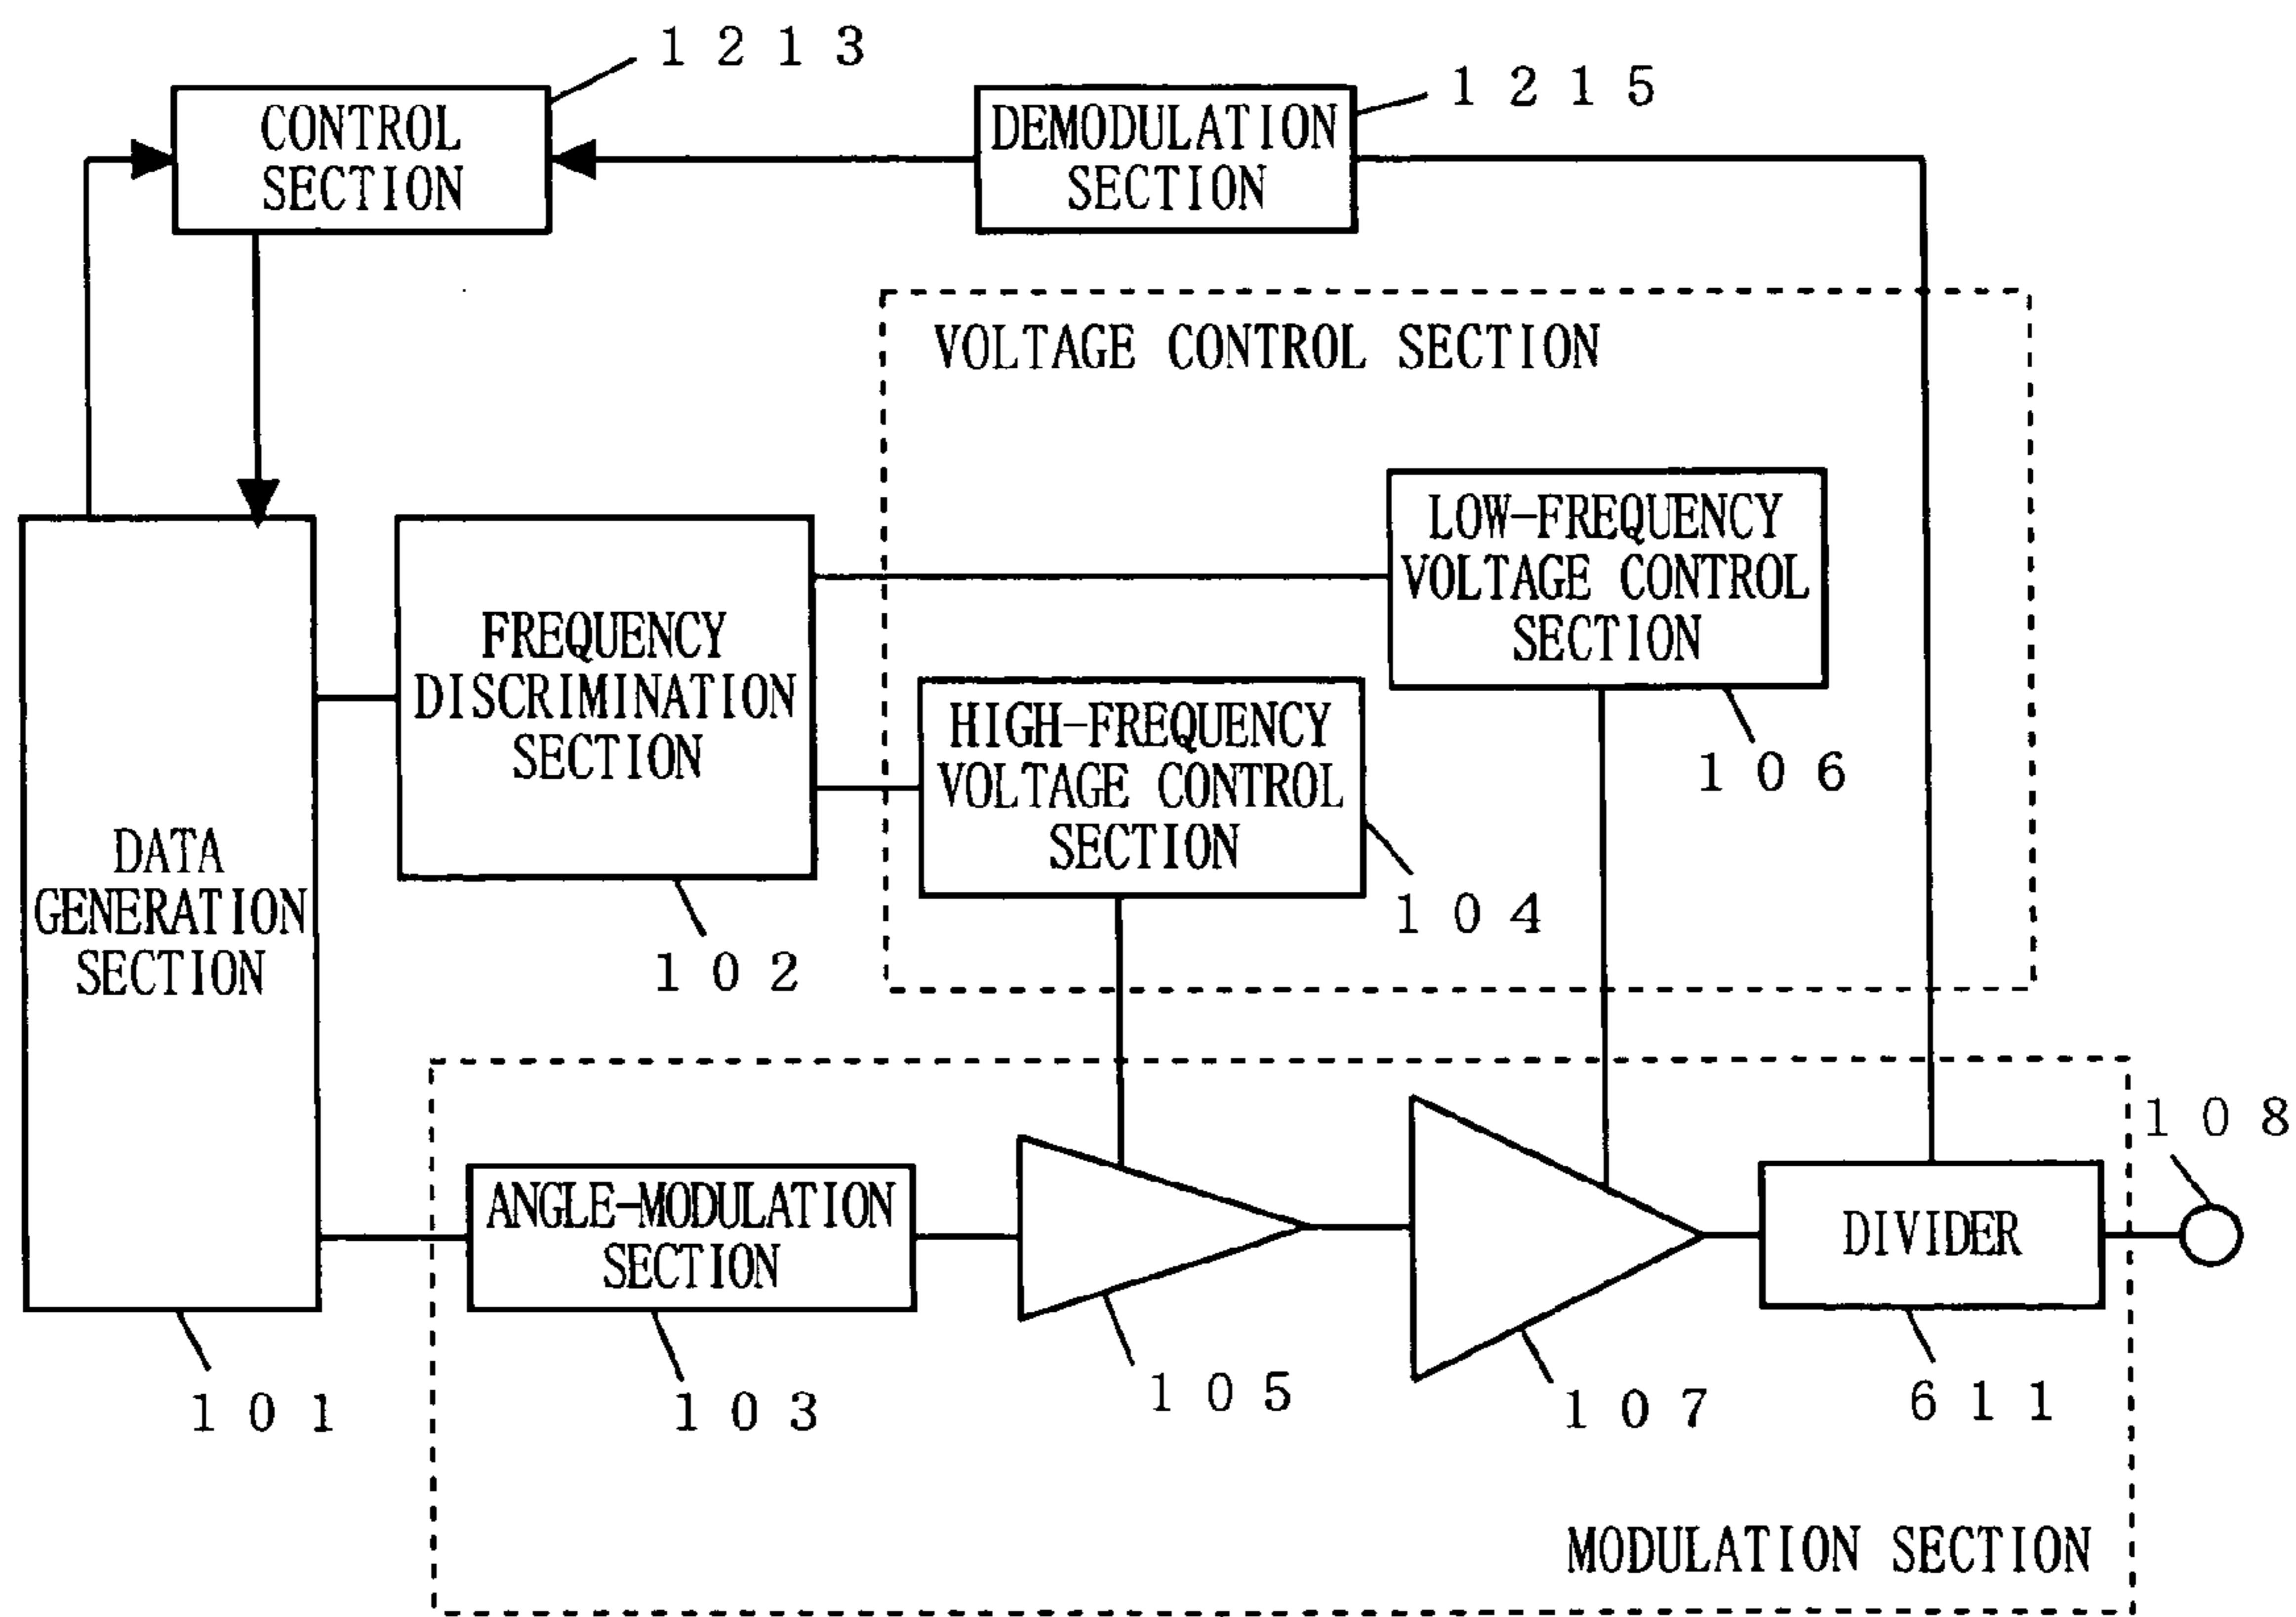 1213
CONTROL
SECTION
DEMODULATION
SECTION
1215
VOLTAGE CONTROL SECTION
LOW-FREQUENCY
VOLTAGE CONTROL
SECTION
106
FREQUENCY
DISCRIMINATION
SECTION
102
HIGH-FREQUENCY
VOLTAGE CONTROL
SECTION
104
DATA
GENERATION
SECTION
101
ANGLE-MODULATION
SECTION
103
105
107
DIVIDER
611
108
MODULATION SECTION